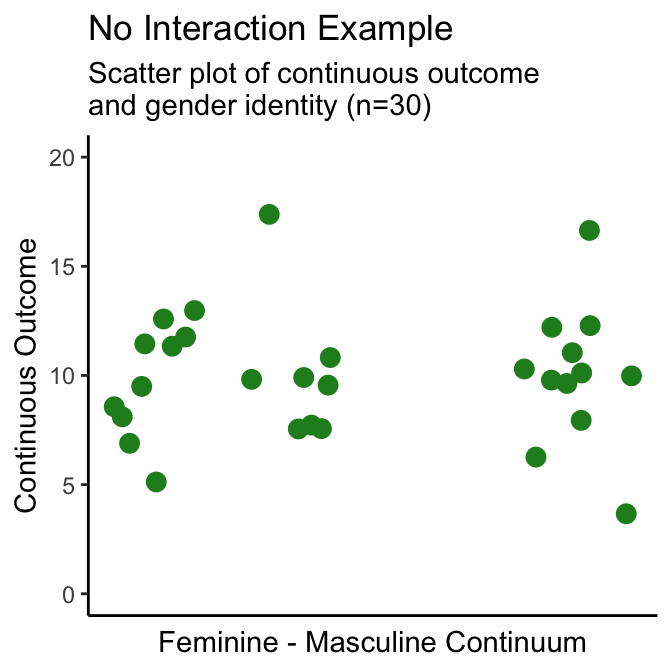 No Interaction Example
Scatter plot of continuous outcome
and gender identity (n=30)
20
15
10
5
0
Continuous Outcome
Feminine - Masculine Continuum